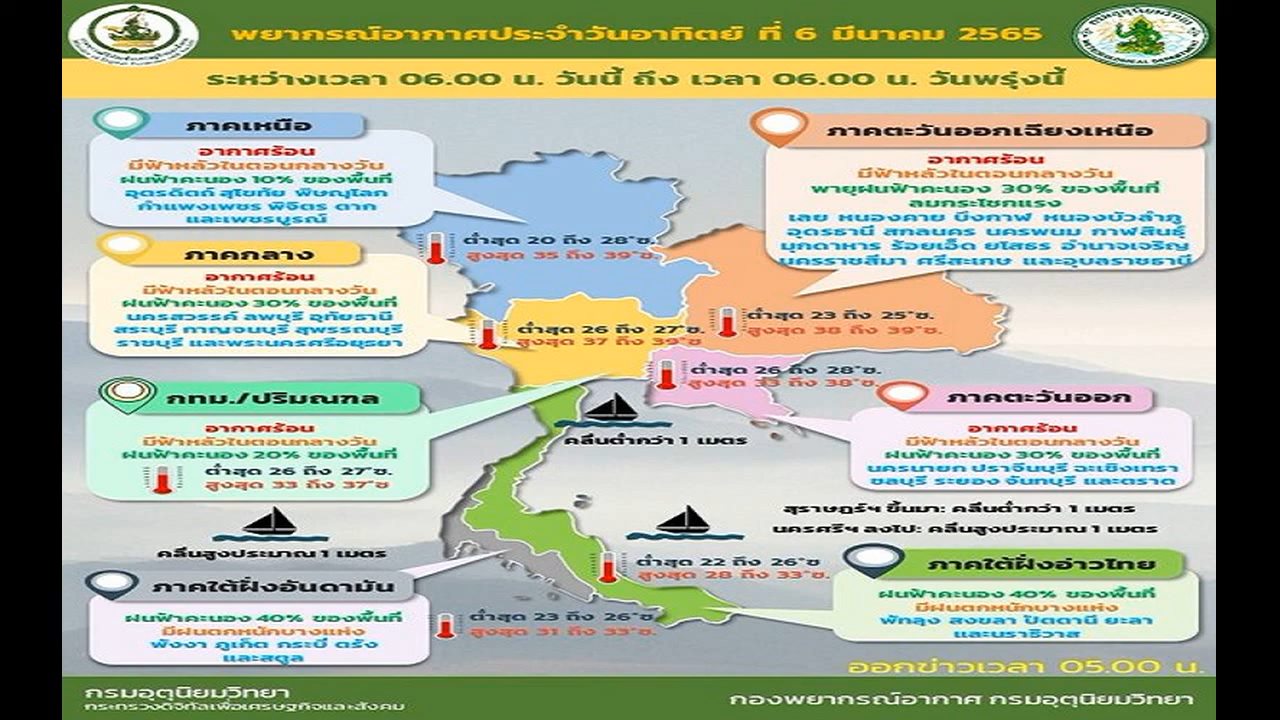 พยากรณ์อากาศประจำวันอาทิตย์ ที่ 6 มีนาคม 2565
ระหว่างเวลา 06.00 น. วันนี้ ถึง เวลา 06.00 น. วันพรุ่งนี้
ภาคเหนือ
อากาศร้อน
มีฟ้าหลัวในตอนกลางวัน
ฝนฟ้าคะนอง 10% ของพื้นที่
อุตรดิตถ์ สุโขทัย พิษณุโลก
กำแพงเพชร พิจิตร ตาก
และเพชรบูรณ์
ต่ำสุด 20 ถึง 28°ซ.
สูงสุด 35 ถึง 39°ซ.
ภาคตะวันออกเฉียงเหนือ
อากาศร้อน
มีฟ้าหลัวในตอนกลางวัน
พายุฝนฟ้าคะนอง 30% ของพื้นที่
ลมกระโชกแรง
เลย หนองคาย บึงกาฬ หนองบัวลำภู
อุดรธานี สกลนคร นครพนม กาฬสินธุ์
มุกดาหาร ร้อยเอ็ด ยโสธร อำนาจเจริญ
นครราชสีมา ศรีสะเกษ และอุบลราชธานี
ต่ำสุด 23 ถึง 25°ซ.
สูงสุด 38 ถึง 39°ซ.
ภาคกลาง
อากาศร้อน
มีฟ้าหลัวในตอนกลางวัน
ฝนฟ้าคะนอง 30% ของพื้นที่
นครสวรรค์ ลพบุรี อุทัยธานี
สระบุรี กาญจนบุรี สุพรรณบุรี
ราชบุรี และพระนครศรีอยุธยา
ต่ำสุด 26 ถึง 27°ซ.
สูงสุด 37 ถึง 39°ซ
กทม./ปริมณฑล
อากาศร้อน
มีฟ้าหลัวในตอนกลางวัน
ฝนฟ้าคะนอง 20% ของพื้นที่
ต่ำสุด 26 ถึง 27°ซ.
สูงสุด 33 ถึง 37°ซ
ต่ำสุด 26 ถึง 28°ซ.
สูงสุด 33 ถึง 38°ซ.
ภาคตะวันออก
อากาศร้อน
มีฟ้าหลัวในตอนกลางวัน
ฝนฟ้าคะนอง 30% ของพื้นที่
นครนายก ปราจีนบุรี ฉะเชิงเทรา
ชลบุรี ระยอง จันทบุรี และตราด
คลื่นต่ำกว่า 1 เมตร
คลื่นสูงประมาณ 1 เมตร
สุราษฎร์ฯ ขึ้นมา: คลื่นต่ำกว่า 1 เมตร
นครศรีฯ ลงไป: คลื่นสูงประมาณ 1 เมตร
ภาคใต้ฝั่งอันดามัน
ฝนฟ้าคะนอง 40% ของพื้นที่
มีฝนตกหนักบางแห่ง
พังงา ภูเก็ต กระบี่ ตรัง
และสตูล
ต่ำสุด 23 ถึง 26°ซ.
สูงสุด 31 ถึง 33°ซ.
ภาคใต้ฝั่งอ่าวไทย
ฝนฟ้าคะนอง 40% ของพื้นที่
มีฝนตกหนักบางแห่ง
พัทลุง สงขลา ปัตตานี ยะลา
และนราธิวาส
ต่ำสุด 22 ถึง 26°ซ
สูงสุด 28 ถึง 33°ซ.
ออกข่าวเวลา 05.00 น.
กรมอุตุนิยมวิทยา
กระทรวงดิจิทัลเพื่อเศรษฐกิจและสังคม
กองพยากรณ์อากาศ กรมอุตุนิยมวิทยา